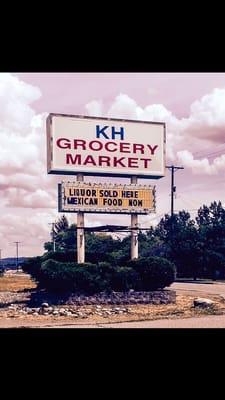 KH
GROCERY
MARKET
LIQUOR SOLD HERE
MEXICAN FOOD NOW